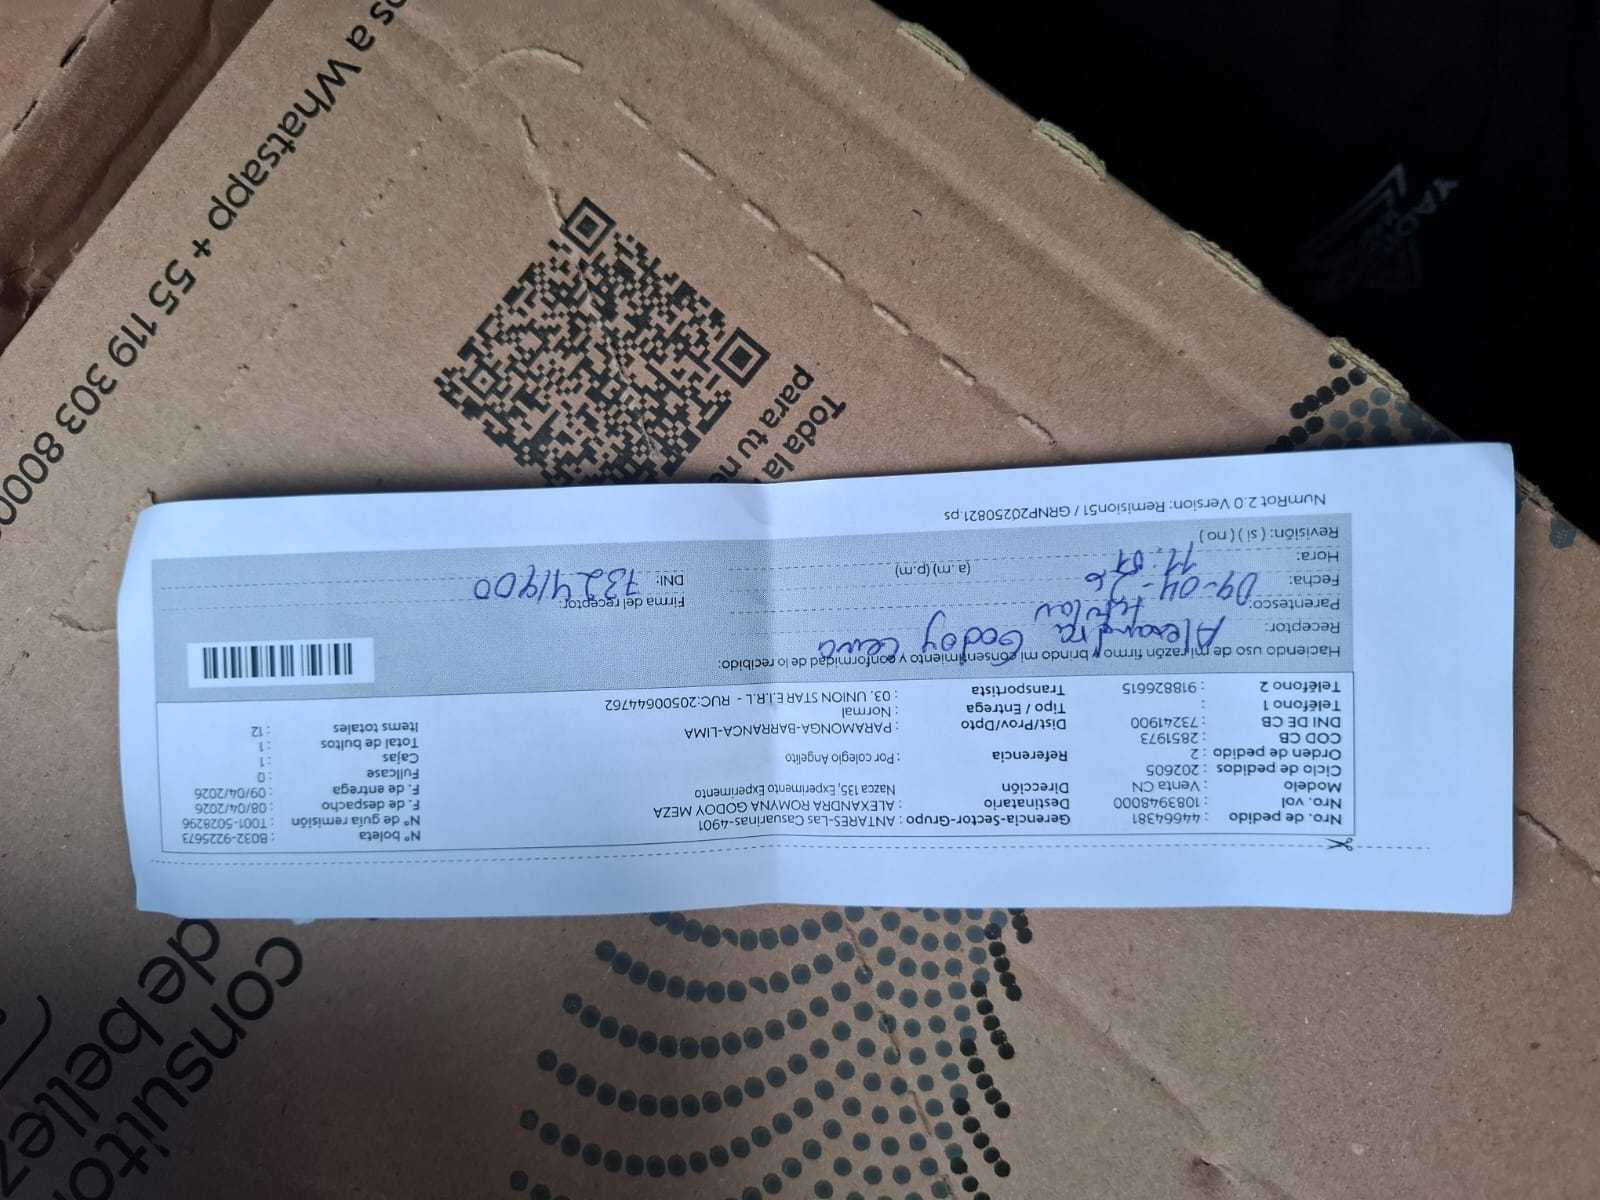 os a Whatsapp + 55 119 303 8000
Toda la
para tu ne
Nro. de pedido : 44664381
Nro. vol. : 1083948000
Modelo : Venta CN
Ciclo de pedidos : 202605
Orden de pedido : 2
COD CB : 2851973
DNI DE CB : 73241900
Teléfono 1 :
Teléfono 2 : 918826615
Gerencia-Sector-Grupo : ANTARES-Las Casuarinas-4901
Destinatario : ALEXANDRA ROMYNA GODOY MEZA
Dirección Nazca 135, Experimento Experimento
Referencia : Por colegio Angelito
Dist/Prov/Dpto : PARAMONGA-BARRANCA-LIMA
Tipo / Entrega : Normal
Transportista : 03. UNION STAR E.I.R.L - RUC:20500644762
N° boleta : B032-9225673
N° de guía remisión : T001-5028296
F. de despacho : 08/04/2026
F. de entrega : 09/04/2026
Fullcase : 0
Cajas : 1
Total de bultos : 1
Items totales : 12
Haciendo uso de mi razón firmo y brindo mi consentimiento y conformidad de lo recibido:
Receptor: Alexandra Godoy
Parentesco: Titular
Fecha: 09-04-26
Hora: 11:07 (a.m) (p.m)
Revisión: ( si ) ( no )
Firma del receptor:
DNI: 73241900
NumRot 2.0 Version: Remision51 / GRNP20250821.ps
consulto
de bellez